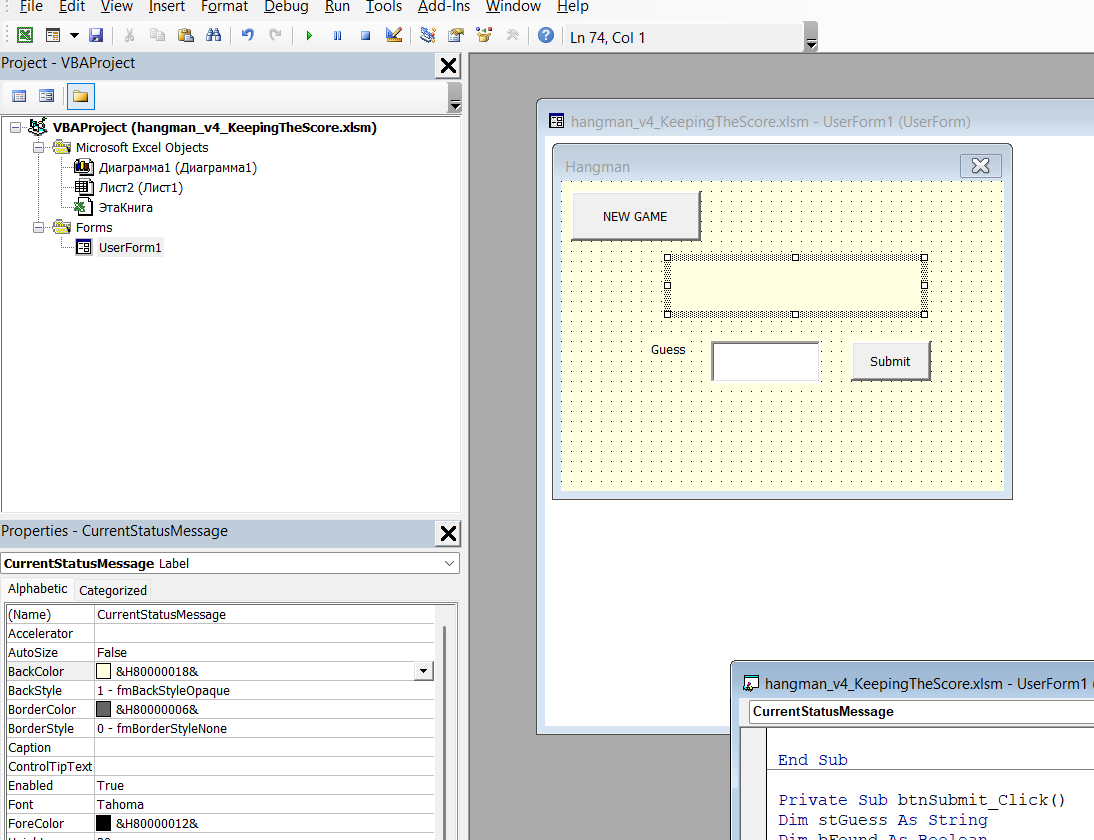 File Edit View Insert Format Debug Run Tools Add-Ins Window Help
Ln 74, Col 1
Project - VBAProject
VBAProject (hangman_v4_KeepingTheScore.xlsm)
Microsoft Excel Objects
Диаграмма1 (Диаграмма1)
Лист2 (Лист1)
ЭтаКнига
Forms
UserForm1
Properties - CurrentStatusMessage
CurrentStatusMessage Label
Alphabetic Categorized
(Name) CurrentStatusMessage
Accelerator
AutoSize False
BackColor &H80000018&
BackStyle 1 - fmBackStyleOpaque
BorderColor &H80000006&
BorderStyle 0 - fmBorderStyleNone
Caption
ControlTipText
Enabled True
Font Tahoma
ForeColor &H80000012&
hangman_v4_KeepingTheScore.xlsm - UserForm1 (UserForm)
Hangman
NEW GAME
Guess
Submit
hangman_v4_KeepingTheScore.xlsm - UserForm1
CurrentStatusMessage
End Sub
Private Sub btnSubmit_Click()
Dim stGuess As String
Dim bFound As Boolean